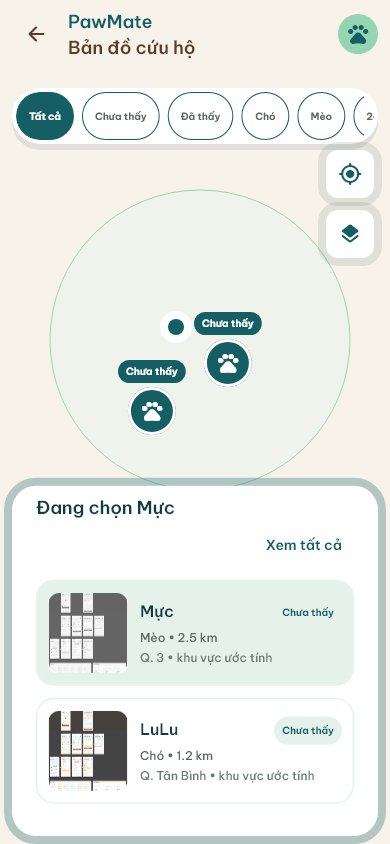 PawMate
Bản đồ cứu hộ
Tất cả
Chưa thấy
Đã thấy
Chó
Mèo
Chưa thấy
Chưa thấy
Đang chọn Mực
Xem tất cả
Mực
Chưa thấy
Mèo • 2.5 km
Q. 3 • khu vực ước tính
LuLu
Chưa thấy
Chó • 1.2 km
Q. Tân Bình • khu vực ước tính